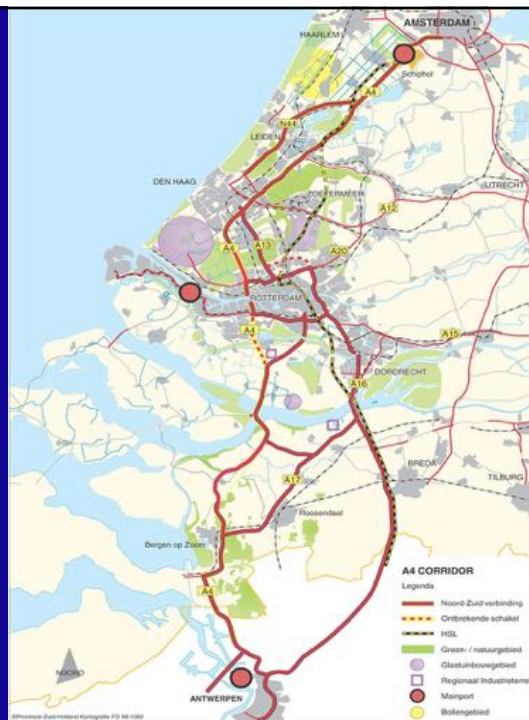 AMSTERDAM
HAARLEM
Schiphol
A4
N44
LEIDEN
DEN HAAG
ZOETERMEER
UTRECHT
A12
A4
A13
A20
ROTTERDAM
A4
A15
DORDRECHT
A16
BREDA
TILBURG
A17
Roosendaal
Bergen op Zoom
A4
NOORD
ANTWERPEN
A4 CORRIDOR
Legenda
Noord-Zuid verbinding
Ontbrekende schakel
HSL
Groen- / natuurgebied
Glastuinbouwgebied
Regionaal Industrieterrei
Mainport
Bollengebied